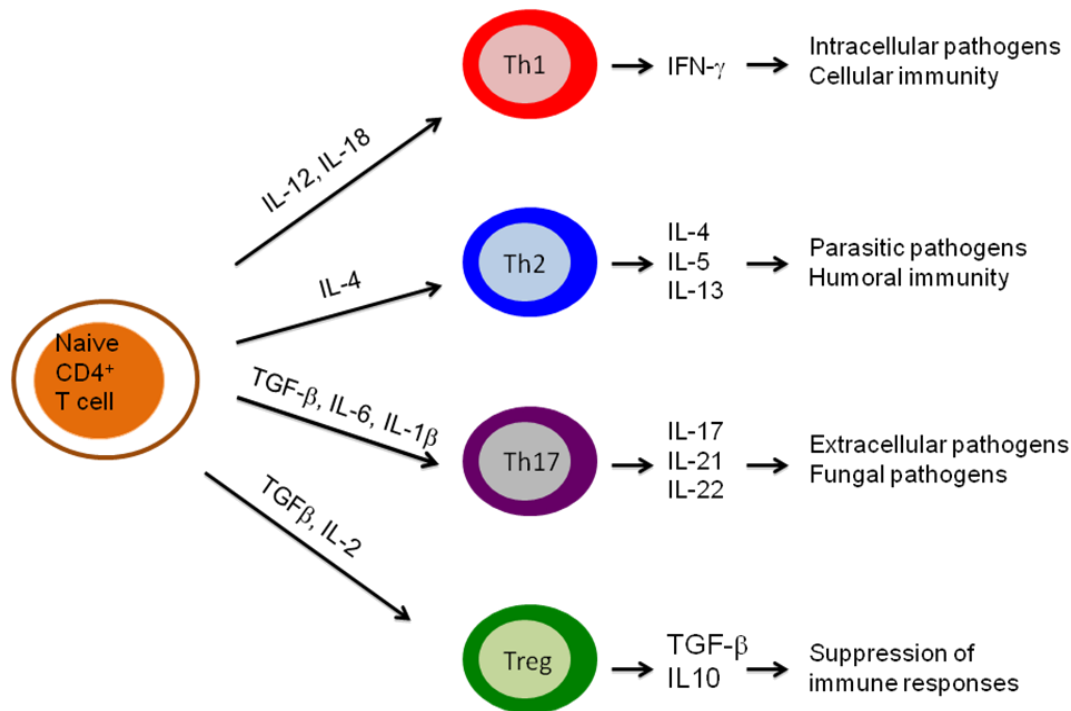 Naive
CD4⁺
T cell
IL-12, IL-18
Th1
IFN-γ
Intracellular pathogens
Cellular immunity
IL-4
Th2
IL-4
IL-5
IL-13
Parasitic pathogens
Humoral immunity
TGF-β, IL-6, IL-1β
Th17
IL-17
IL-21
IL-22
Extracellular pathogens
Fungal pathogens
TGFβ, IL-2
Treg
TGF-β
IL10
Suppression of
immune responses